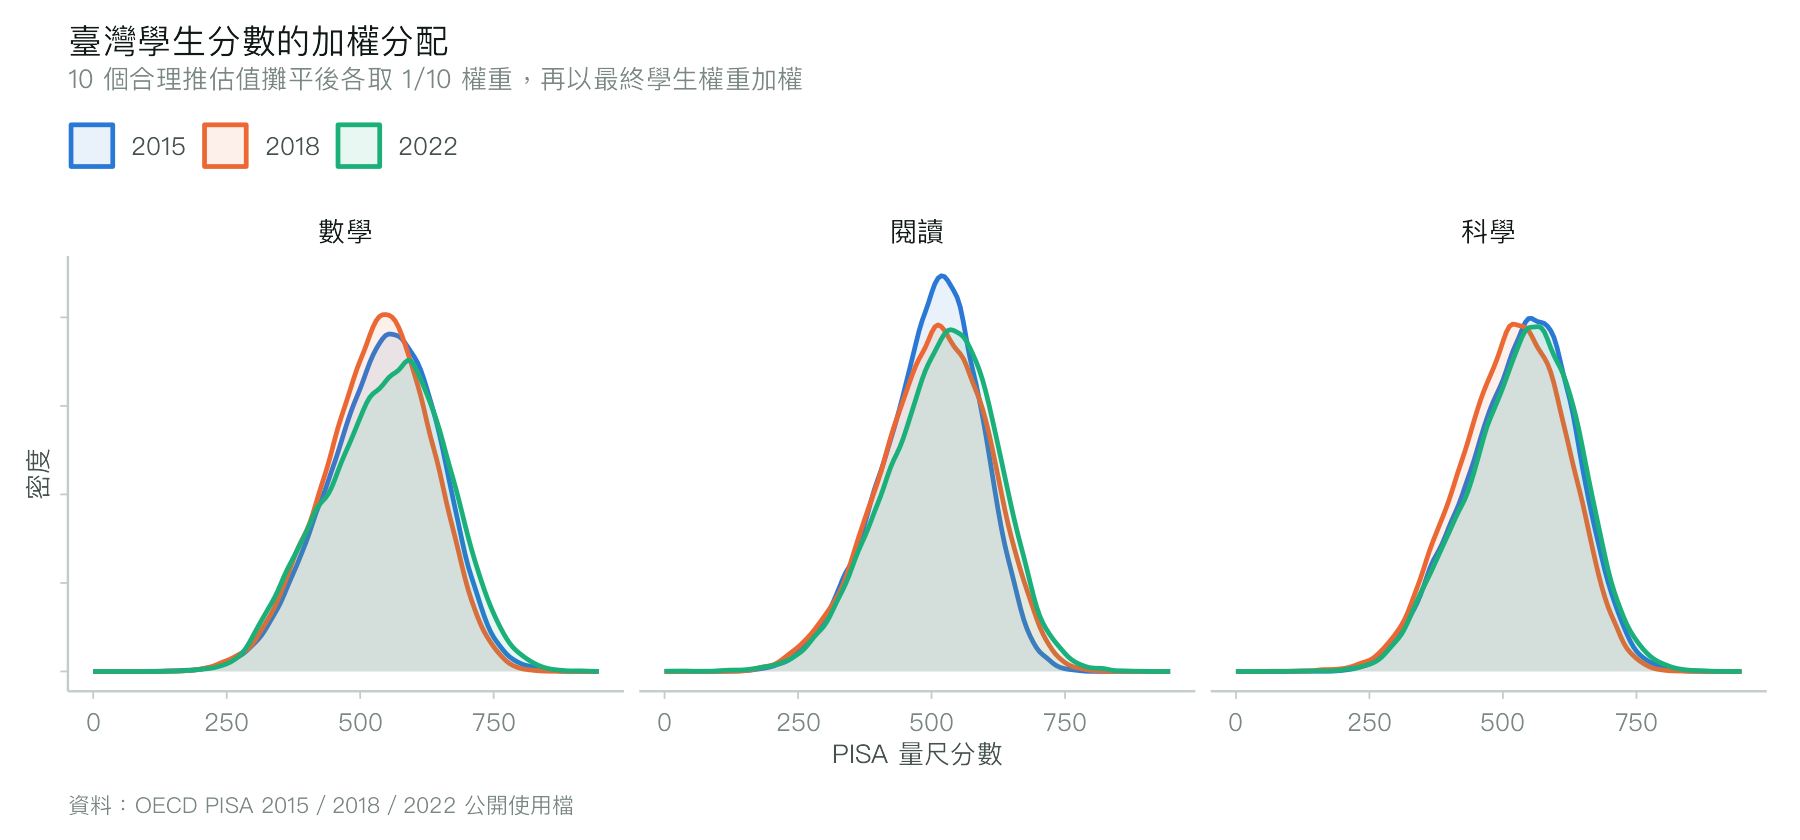 臺灣學生分數的加權分配
10 個合理推估值攤平後各取 1/10 權重，再以最終學生權重加權
2015 2018 2022
數學 閱讀 科學
密度
0 250 500 750 0 250 500 750 0 250 500 750
PISA 量尺分數
資料：OECD PISA 2015 / 2018 / 2022 公開使用檔